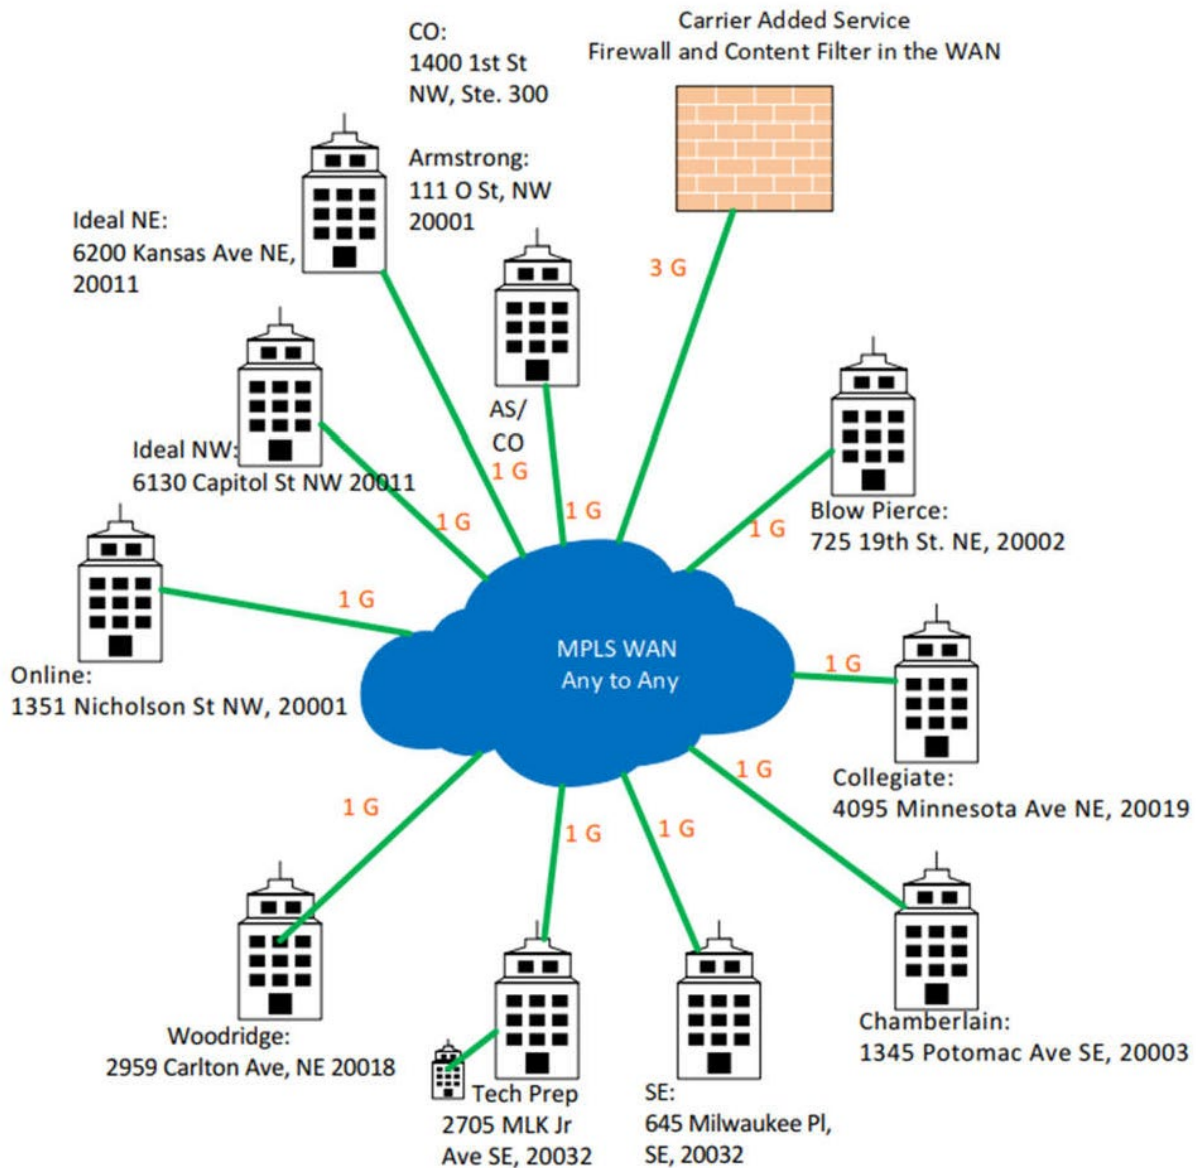 CO:
1400 1st St
NW, Ste. 300
Carrier Added Service
Firewall and Content Filter in the WAN
Armstrong:
111 O St, NW
20001
Ideal NE:
6200 Kansas Ave NE,
20011
3 G
AS/
CO
Ideal NW:
6130 Capitol St NW 20011
1 G
1 G
1 G
1 G
Blow Pierce:
725 19th St. NE, 20002
1 G
Online:
1351 Nicholson St NW, 20001
MPLS WAN
Any to Any
1 G
Collegiate:
4095 Minnesota Ave NE, 20019
1 G
1 G
1 G
1 G
Woodridge:
2959 Carlton Ave, NE 20018
Tech Prep
2705 MLK Jr
Ave SE, 20032
SE:
645 Milwaukee Pl,
SE, 20032
Chamberlain:
1345 Potomac Ave SE, 20003